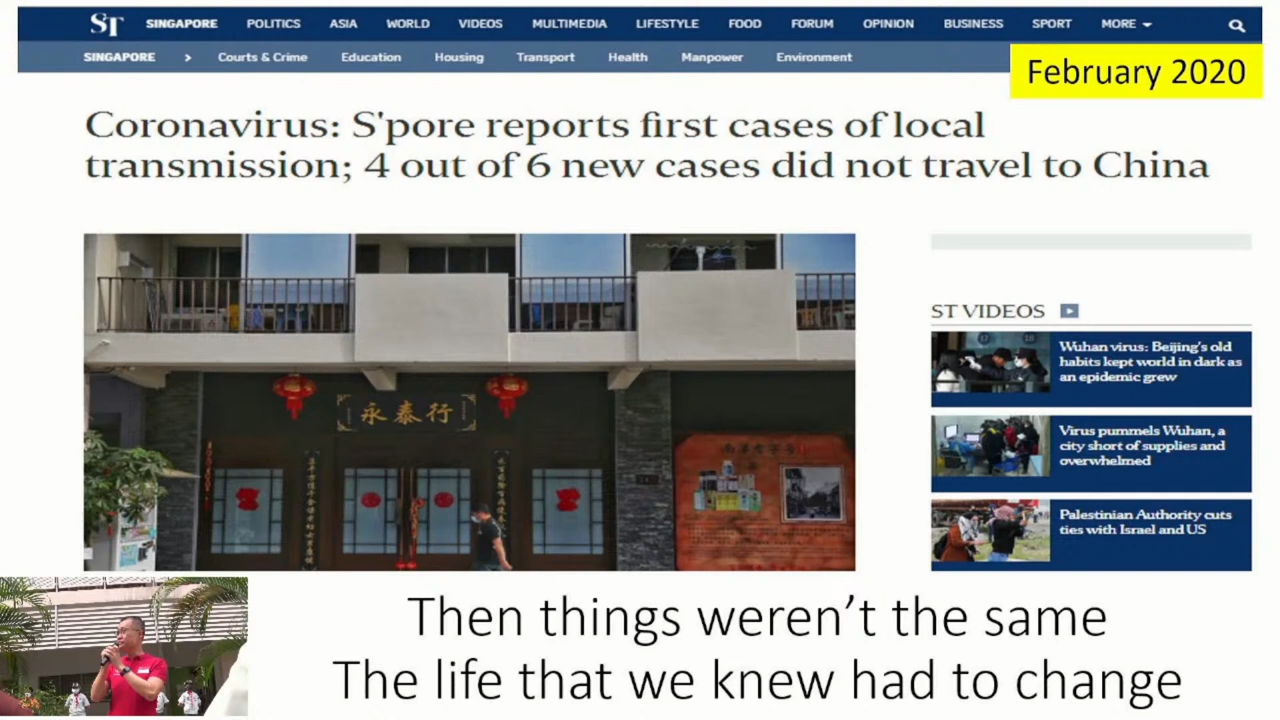 ST SINGAPORE POLITICS ASIA WORLD VIDEOS MULTIMEDIA LIFESTYLE FOOD FORUM OPINION BUSINESS SPORT MORE
SINGAPORE > Courts & Crime Education Housing Transport Health Manpower Environment
February 2020
Coronavirus: S'pore reports first cases of local
transmission; 4 out of 6 new cases did not travel to China
永泰行
ST VIDEOS
Wuhan virus: Beijing's old
habits kept world in dark as
an epidemic grew
Virus pummels Wuhan, a
city short of supplies and
overwhelmed
Palestinian Authority cuts
ties with Israel and US
Then things weren't the same
The life that we knew had to change